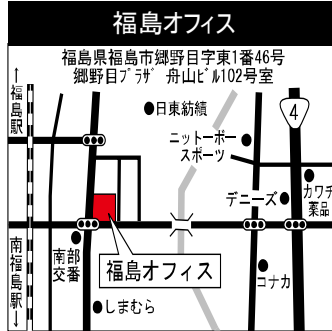 福島オフィス
福島県福島市郷野目字東1番46号
郷野目プラザ 舟山ビル102号室
←福島駅
日東紡績
4
ニットーボー
スポーツ
カワチ
薬品
デニーズ
南福島駅→
南部
交番
福島オフィス
コナカ
しまむら